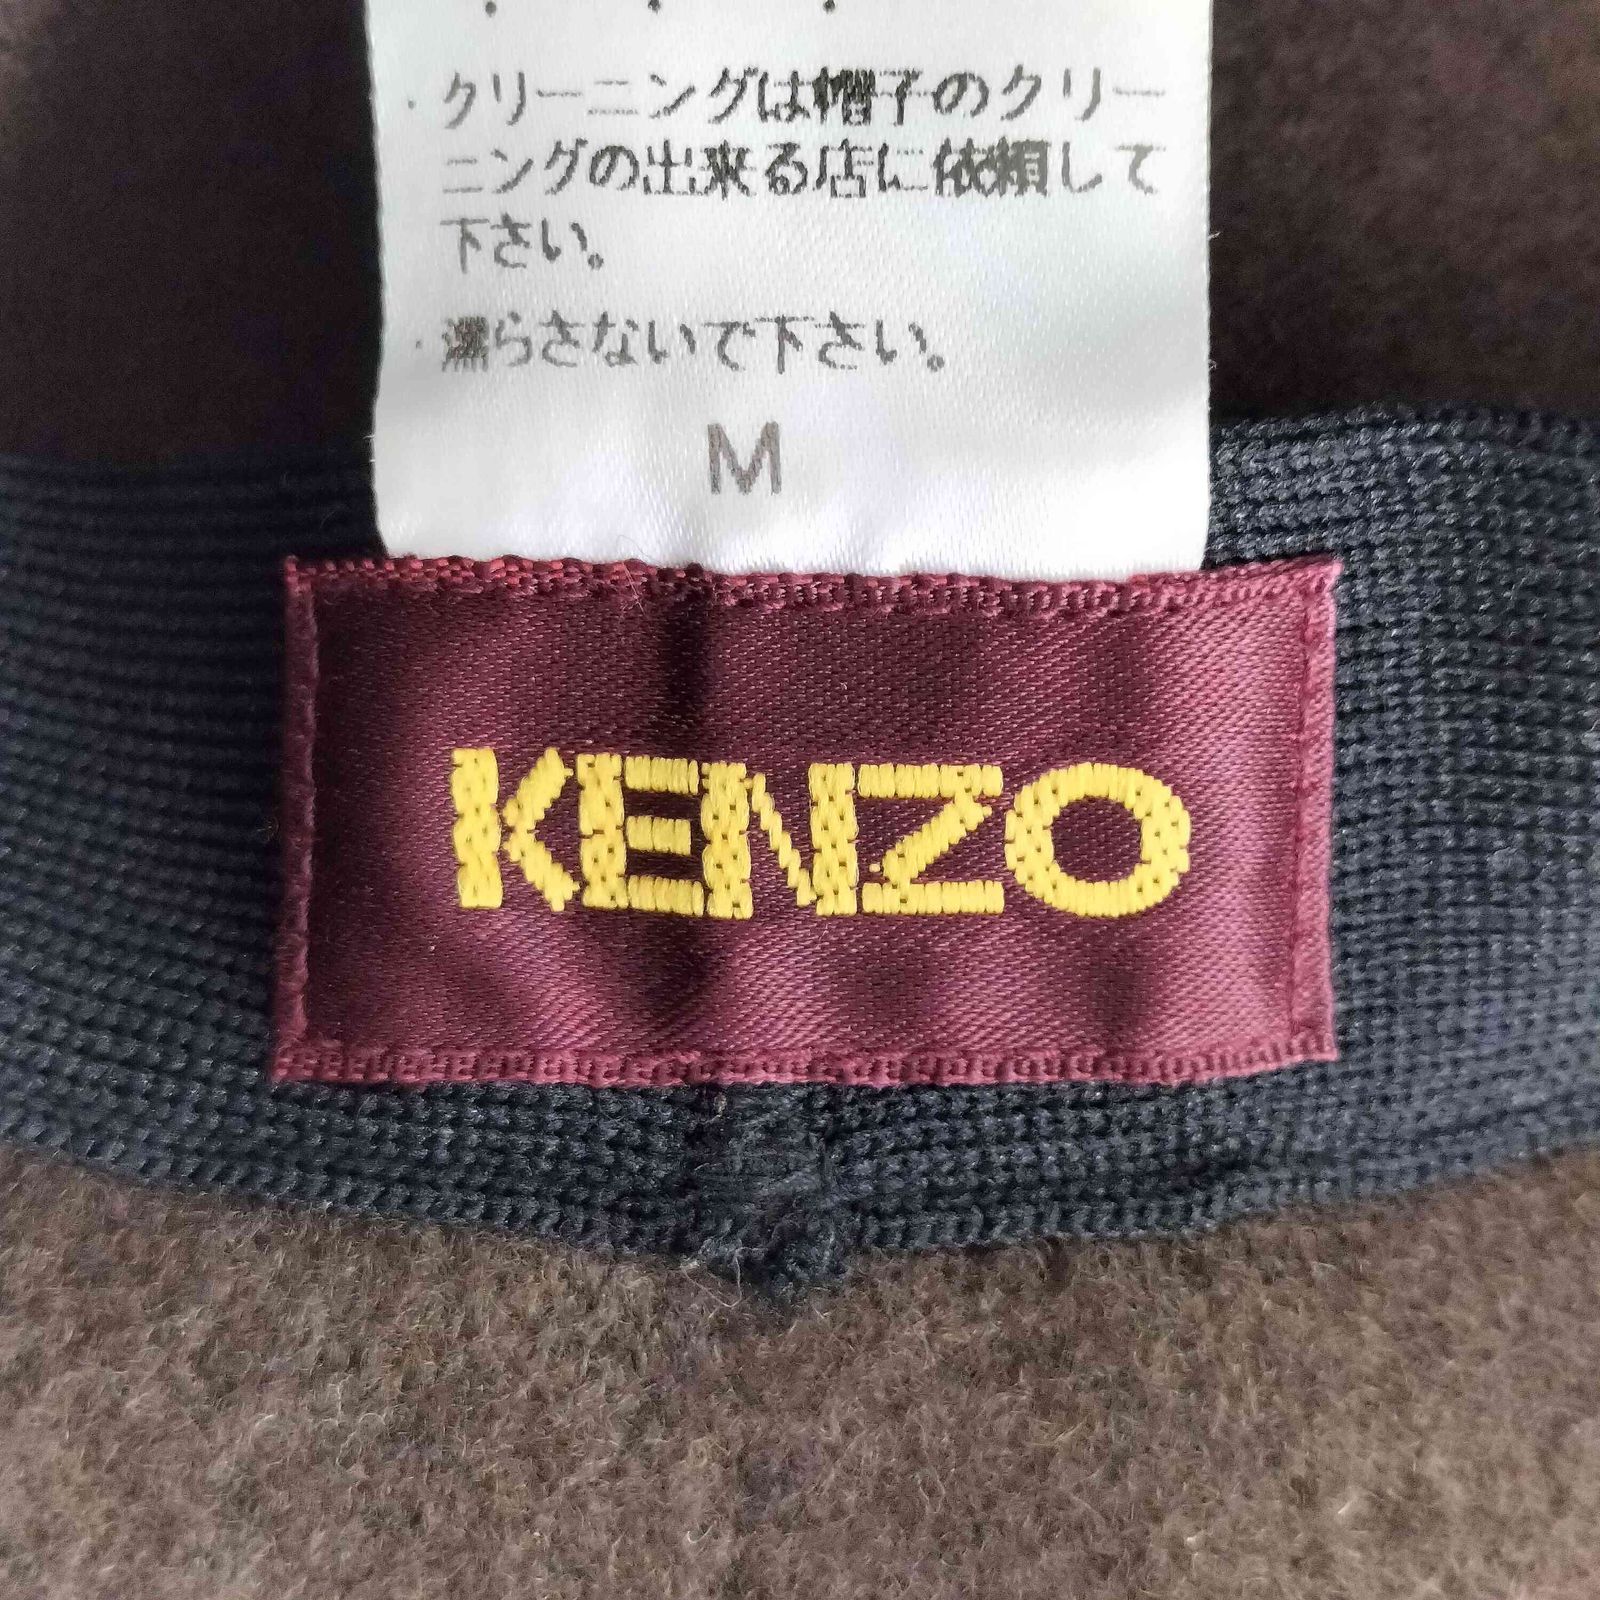 ・クリーニングは帽子のクリー
ニングの出来る店に依頼して
下さい。
・濡らさないで下さい。
M
KENZO